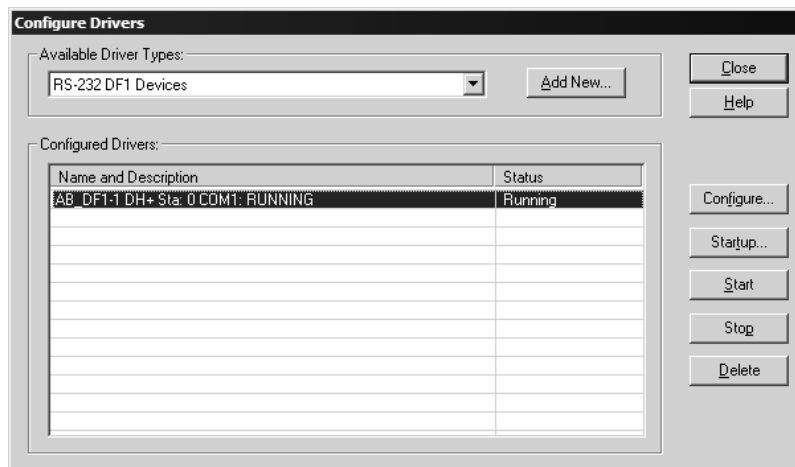 Configure Drivers
Available Driver Types:
RS-232 DF1 Devices
Add New...
Close
Help
Configured Drivers:
Name and Description Status
AB_DF1-1 DH+ Sta: 0 COM1: RUNNING Running
Configure...
Startup...
Start
Stop
Delete